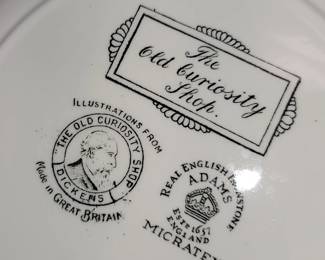 The
Old Curiosity
Shop.
ILLUSTRATIONS FROM
THE OLD CURIOSITY SHOP
DICKENS
Made in GREAT BRITAIN
REAL ENGLISH IRONSTONE
ADAMS
ESTD 1657
ENGLAND
MICRATEX